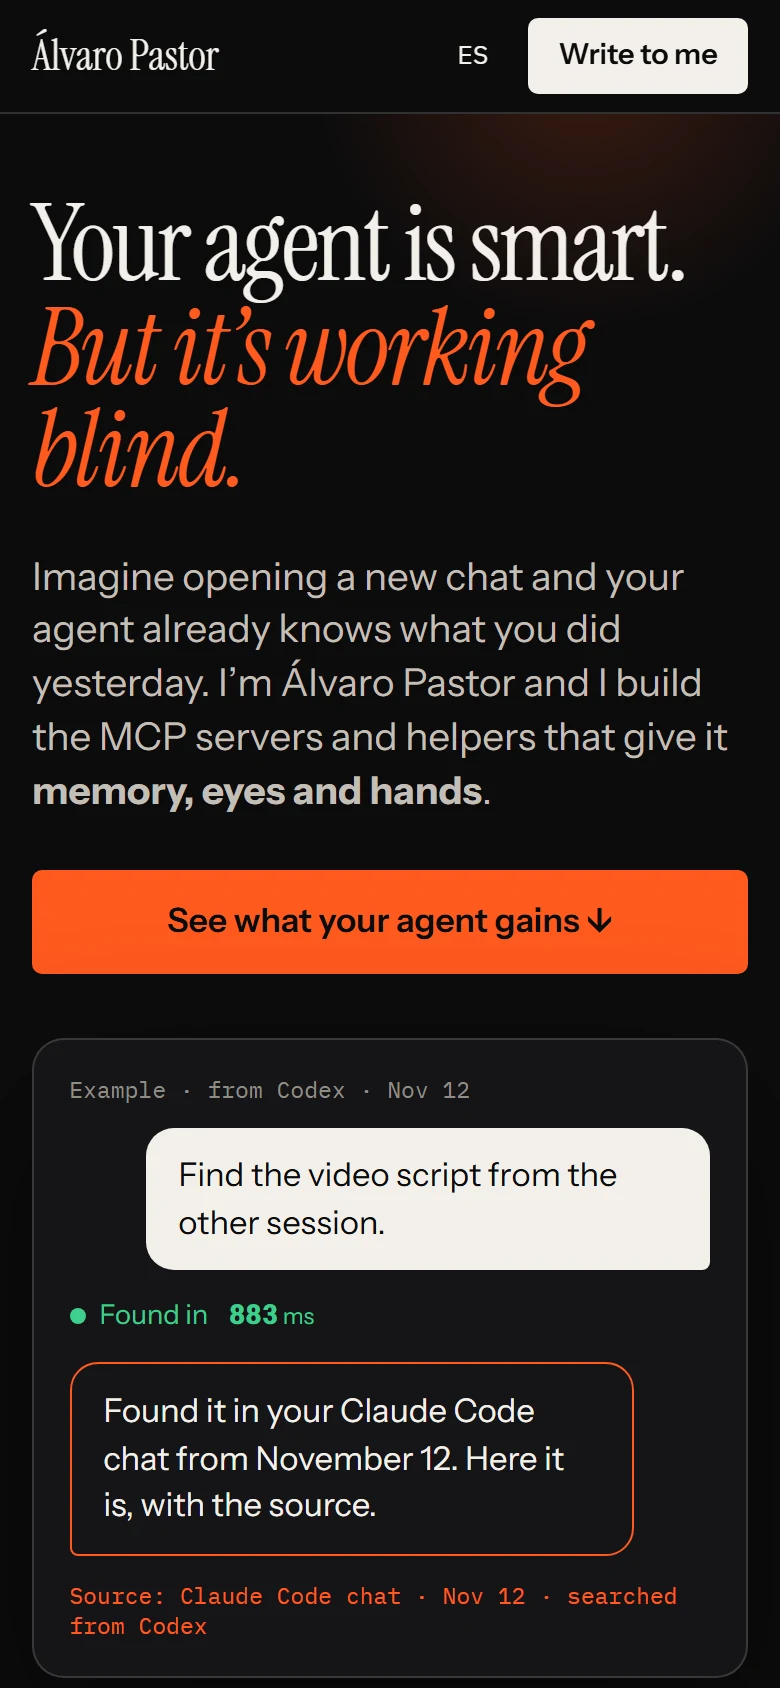 Álvaro Pastor
ES
Write to me
Your agent is smart.
But it’s working
blind.
Imagine opening a new chat and your
agent already knows what you did
yesterday. I’m Álvaro Pastor and I build
the MCP servers and helpers that give it
memory, eyes and hands.
See what your agent gains ↓
Example · from Codex · Nov 12
Find the video script from the
other session.
Found in 883 ms
Found it in your Claude Code
chat from November 12. Here it
is, with the source.
Source: Claude Code chat · Nov 12 · searched
from Codex